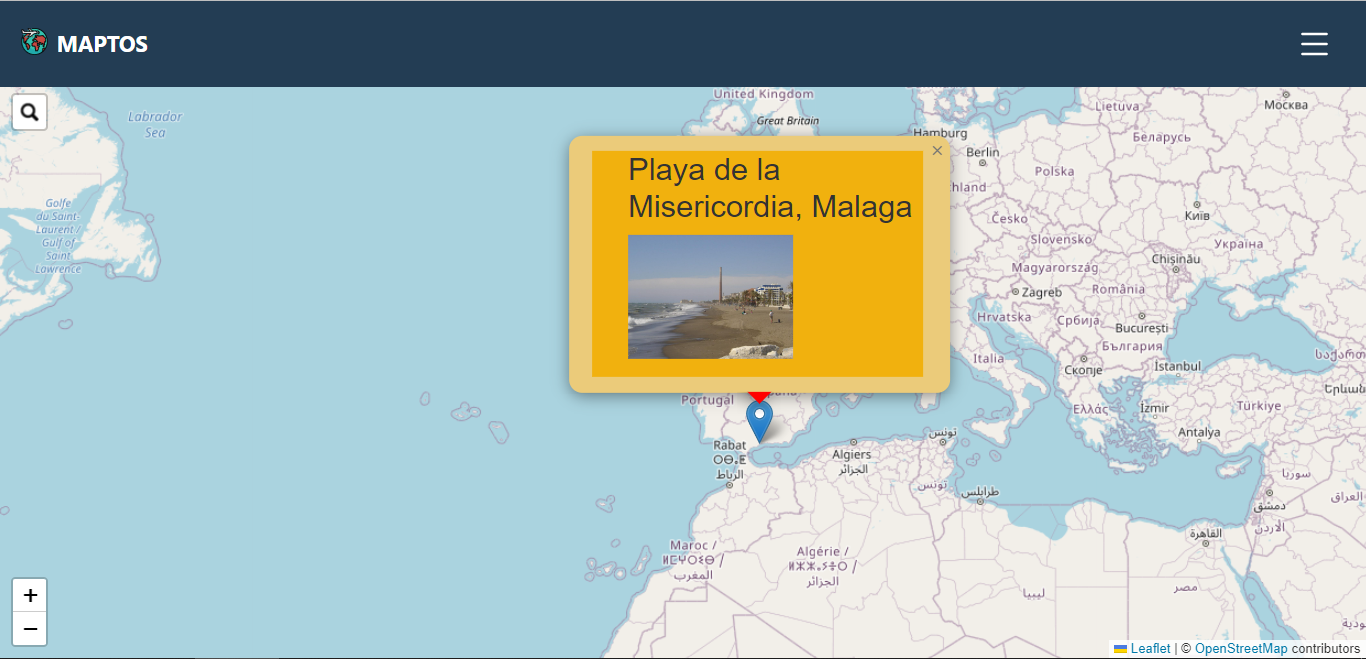 MAPTOS
United Kingdom
Great Britain
Labrador
Sea
Hamburg
Berlin
Lietuva
Москва
Беларусь
Polska
hland
Česko
Київ
Slovensko
Україна
Magyarország
Chișinău
Zagreb
România
Hrvatska
Србија
București
България
Italia
Скопје
İstanbul
Ελλάς
İzmir
Türkiye
Antalya
Golfe
du Saint-
Laurent /
Gulf of
Saint
Lawrence
×
Playa de la
Misericordia, Malaga
Portugal
Rabat
ⵔⴱⴰⵟ
الرباط
Algiers
الجزائر
تونس
تونس
طرابلس
سوريا
دمشق
العراق
الأردن
القاهرة
Maroc /
ⵍⵎⵖⵔⵉⴱ /
المغرب
Algérie /
ⵍⵣⵣⴰⵢⴻⵔ /
الجزائر
ليبيا
مصر
+
−
Leaflet | © OpenStreetMap contributors